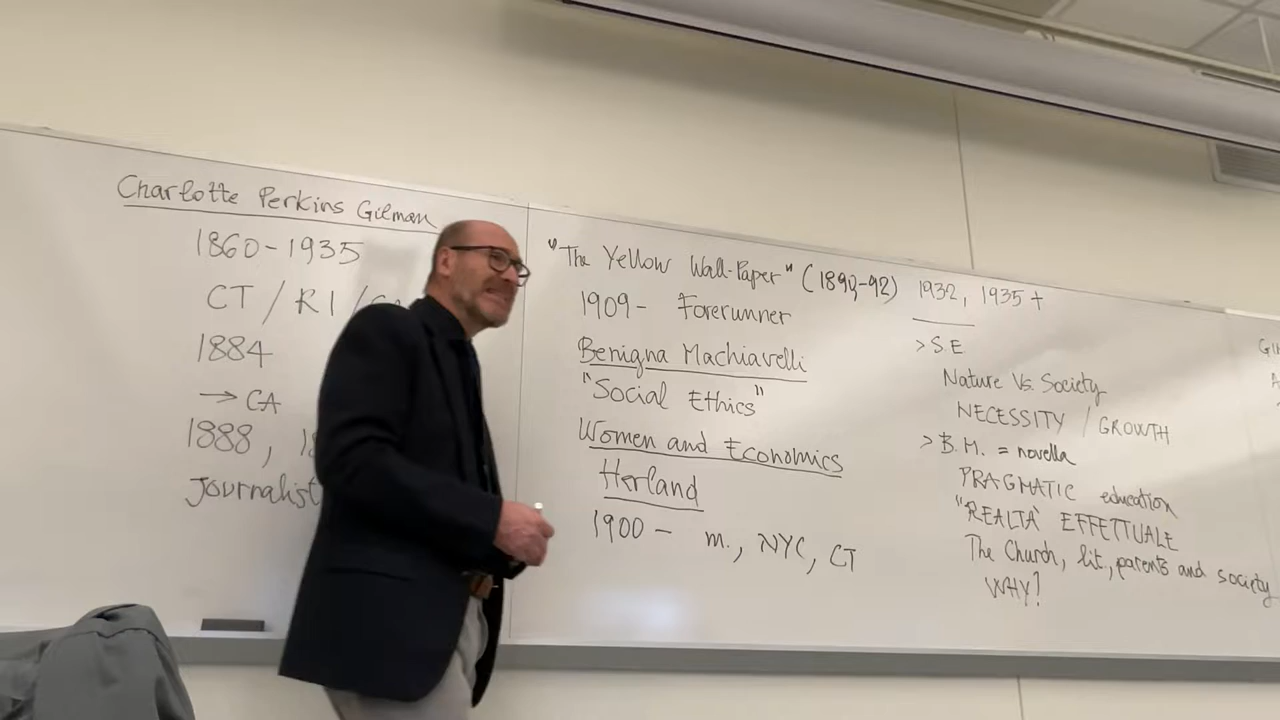 Charlotte Perkins Gilman
1860-1935
CT / RI /
1884
→ CA
1888,
Journalist
"The Yellow Wall-Paper" (1890-92)
1909- Forerunner
Benigna Machiavelli
"Social Ethics"
Women and Economics
Herland
1900 - m., NYC, CT
1932, 1935 +
> S.E
Nature Vs. Society
NECESSITY / GROWTH
> B.M. = novella
PRAGMATIC education
"REALTA' EFFETTUALE
The Church, lit., parents and society
WHY?